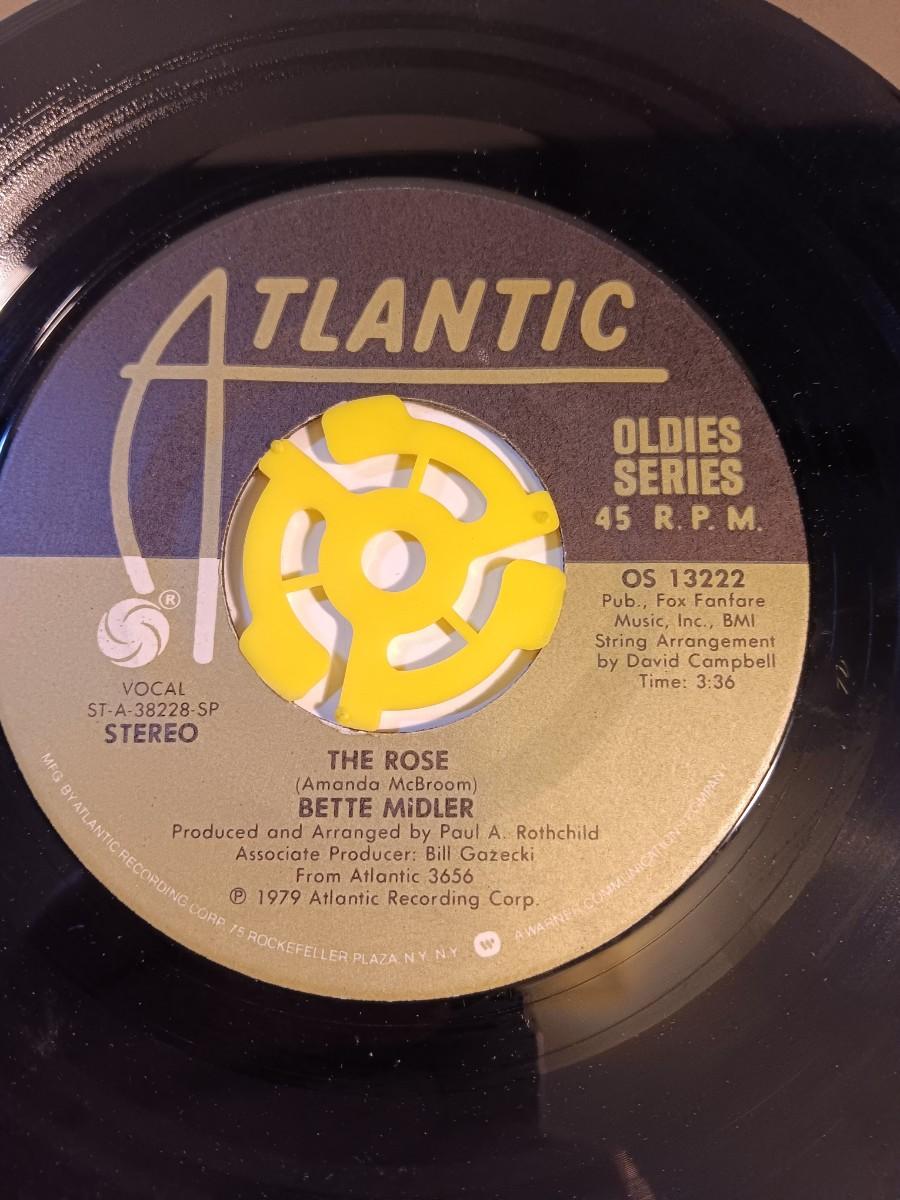 ATLANTIC
OLDIES
SERIES
45 R.P.M.
®
OS 13222
Pub., Fox Fanfare
Music, Inc., BMI
String Arrangement
by David Campbell
Time: 3:36
VOCAL
ST-A-38228-SP
STEREO
THE ROSE
(Amanda McBroom)
BETTE MIDLER
Produced and Arranged by Paul A. Rothchild
Associate Producer: Bill Gazecki
From Atlantic 3656
℗ 1979 Atlantic Recording Corp.
MFG BY ATLANTIC RECORDING CORP. 75 ROCKEFELLER PLAZA, N.Y. N.Y. W A WARNER COMMUNICATIONS COMPANY